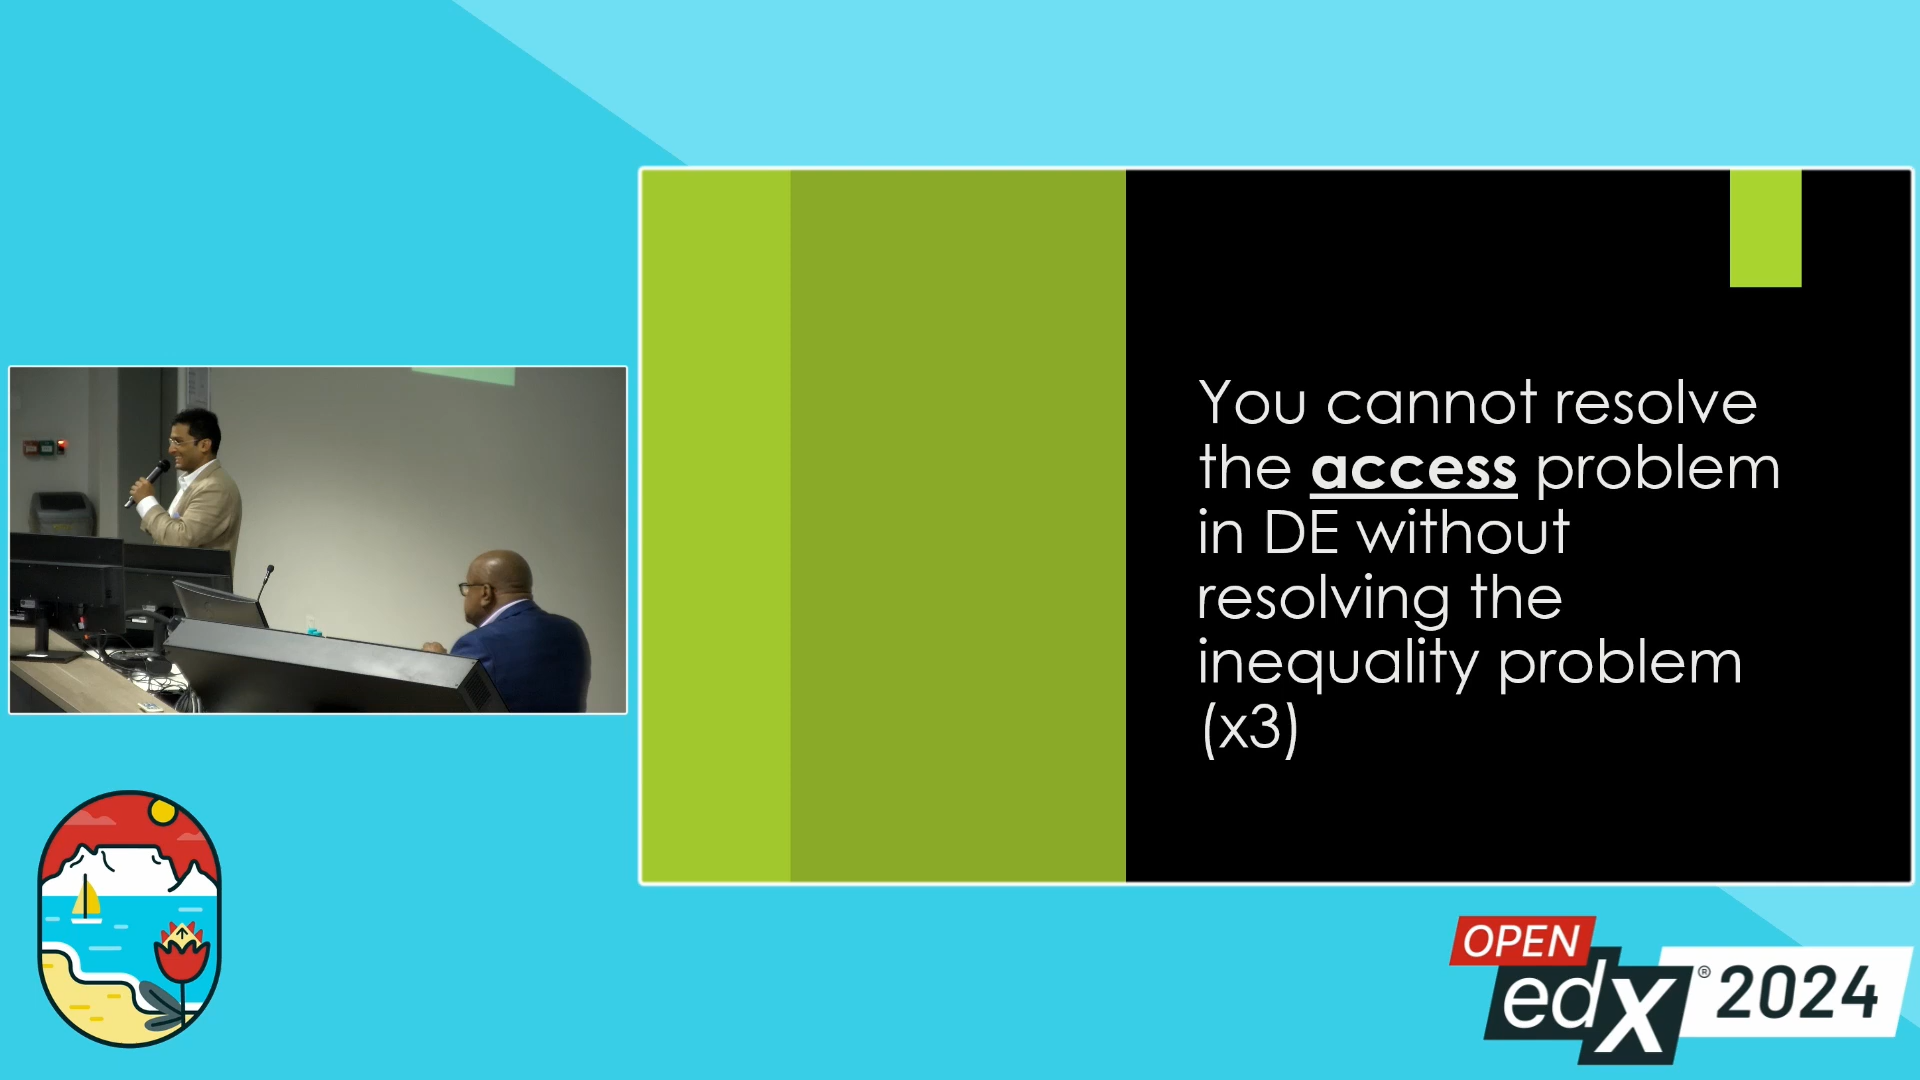 You cannot resolve
the access problem
in DE without
resolving the
inequality problem
(x3)
OPEN
edX® 2024